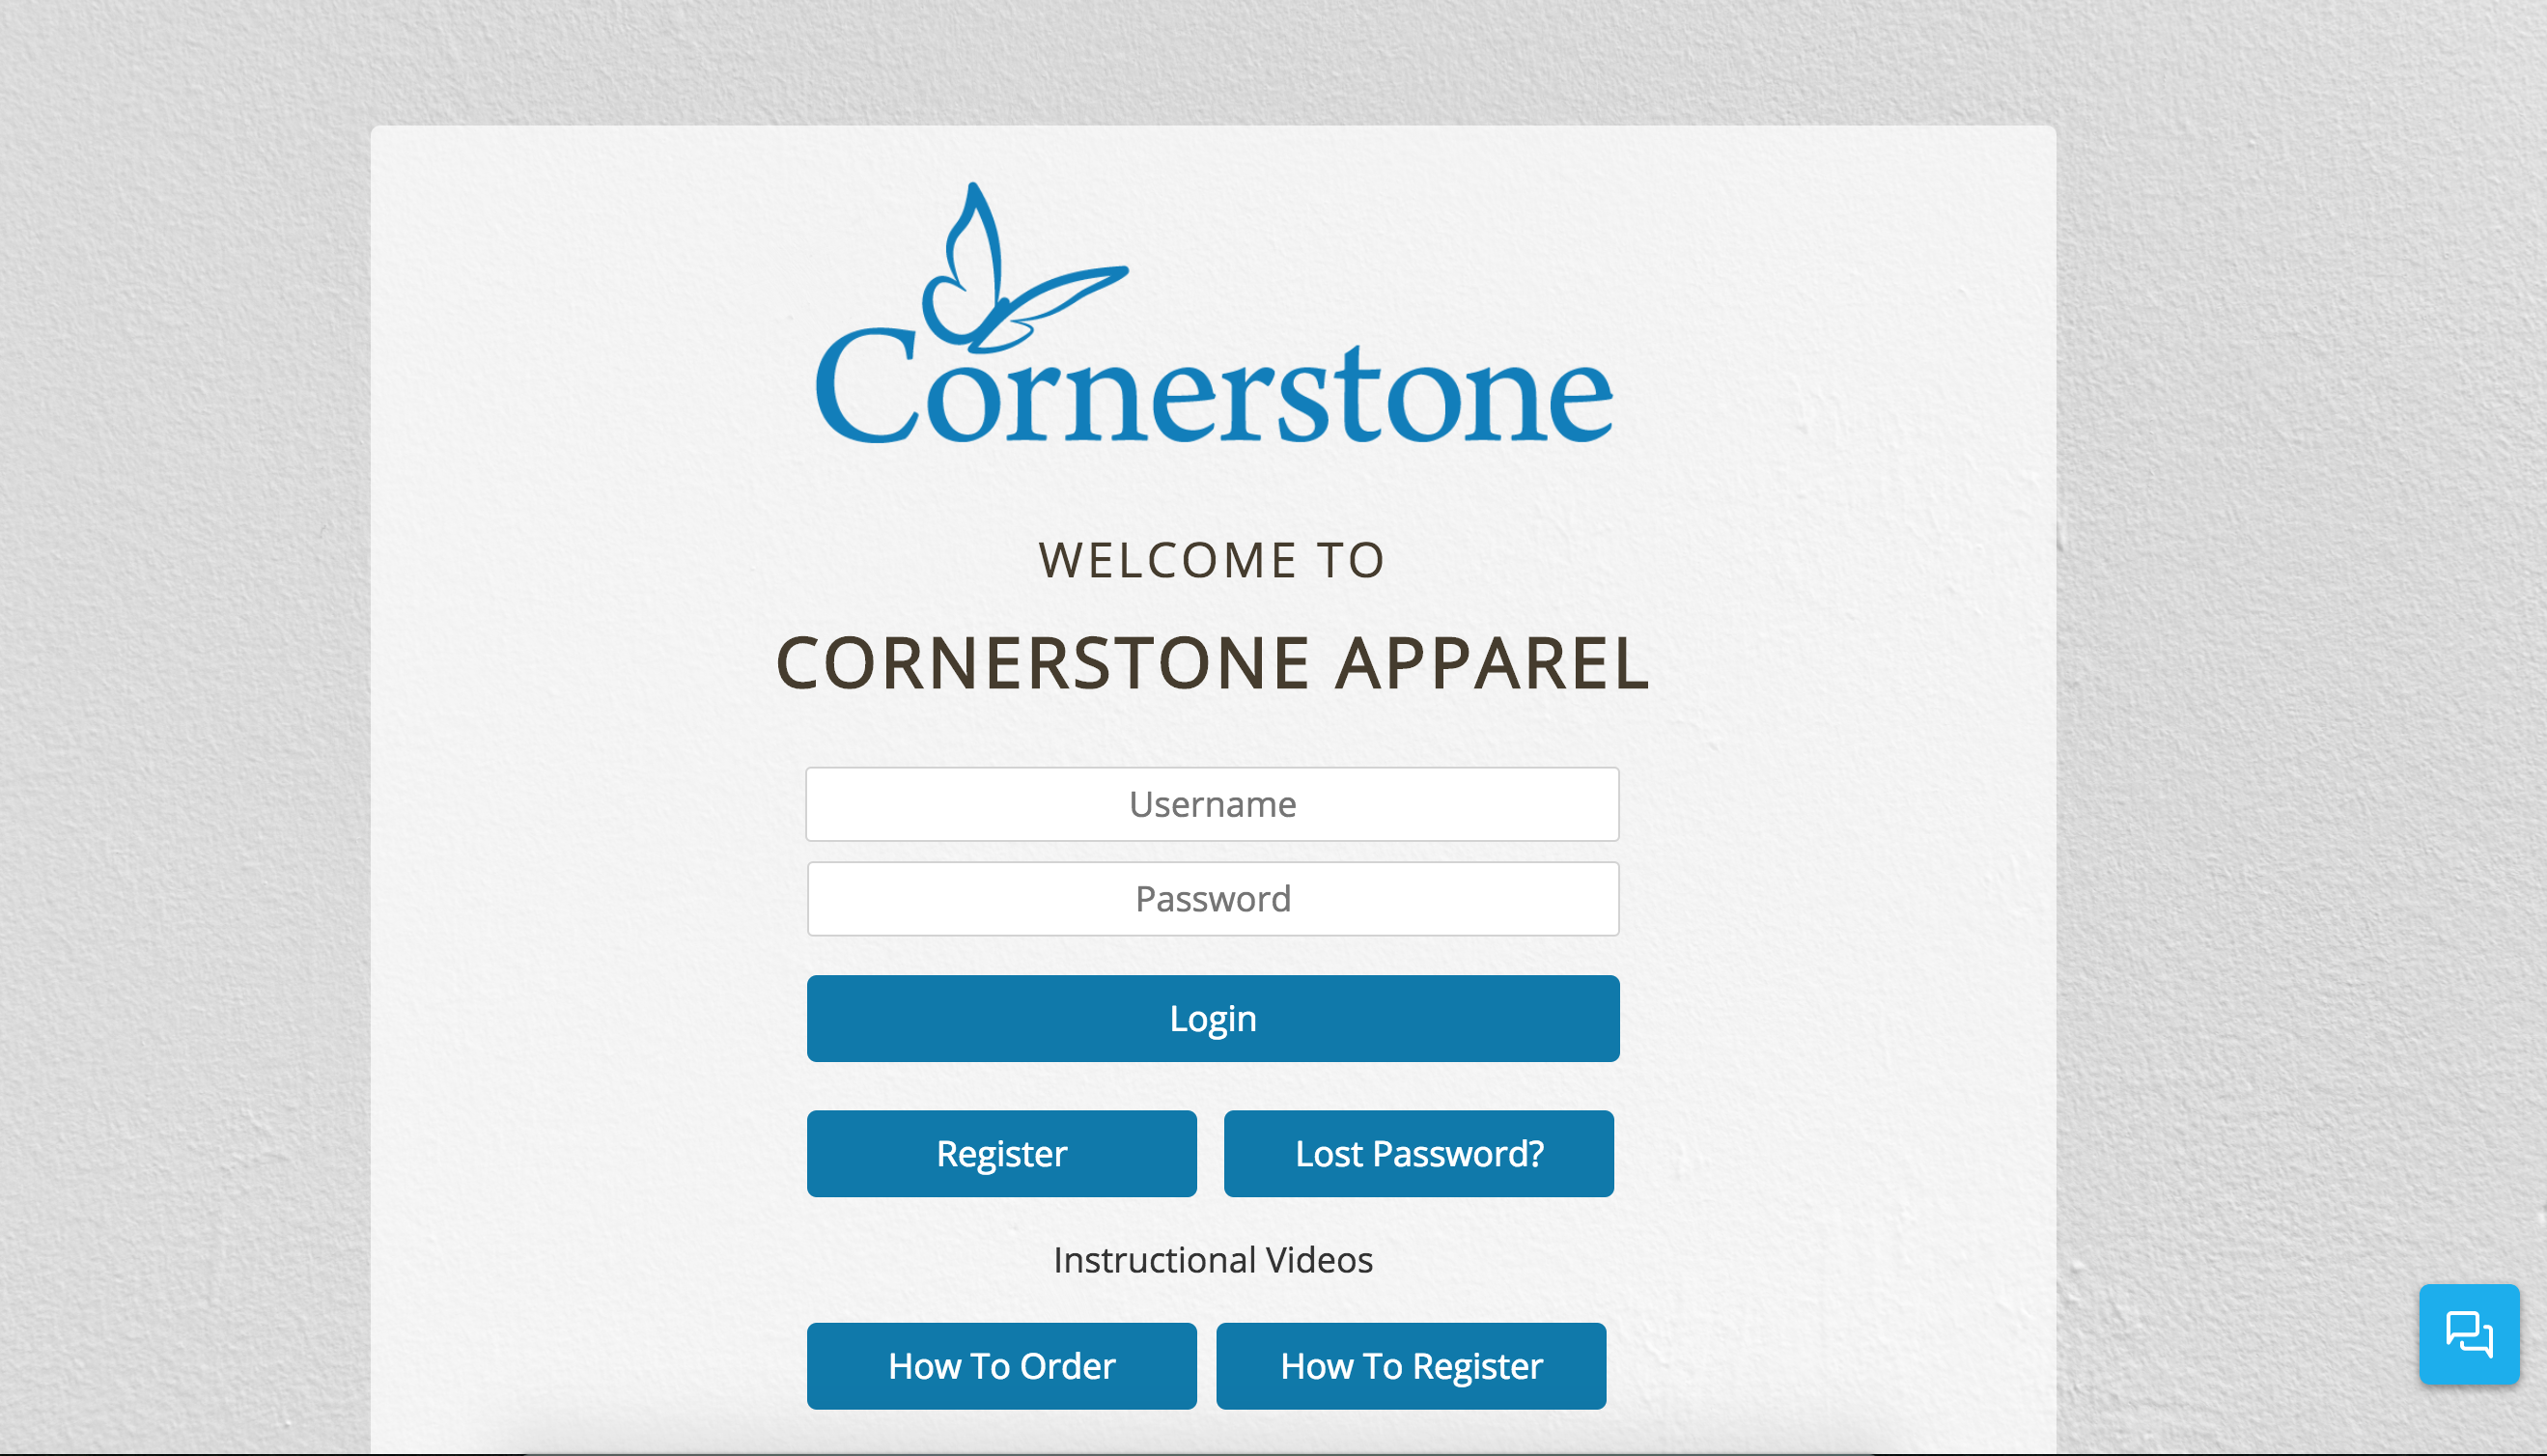 Cornerstone
WELCOME TO
CORNERSTONE APPAREL
Username
Password
Login
Register
Lost Password?
Instructional Videos
How To Order
How To Register